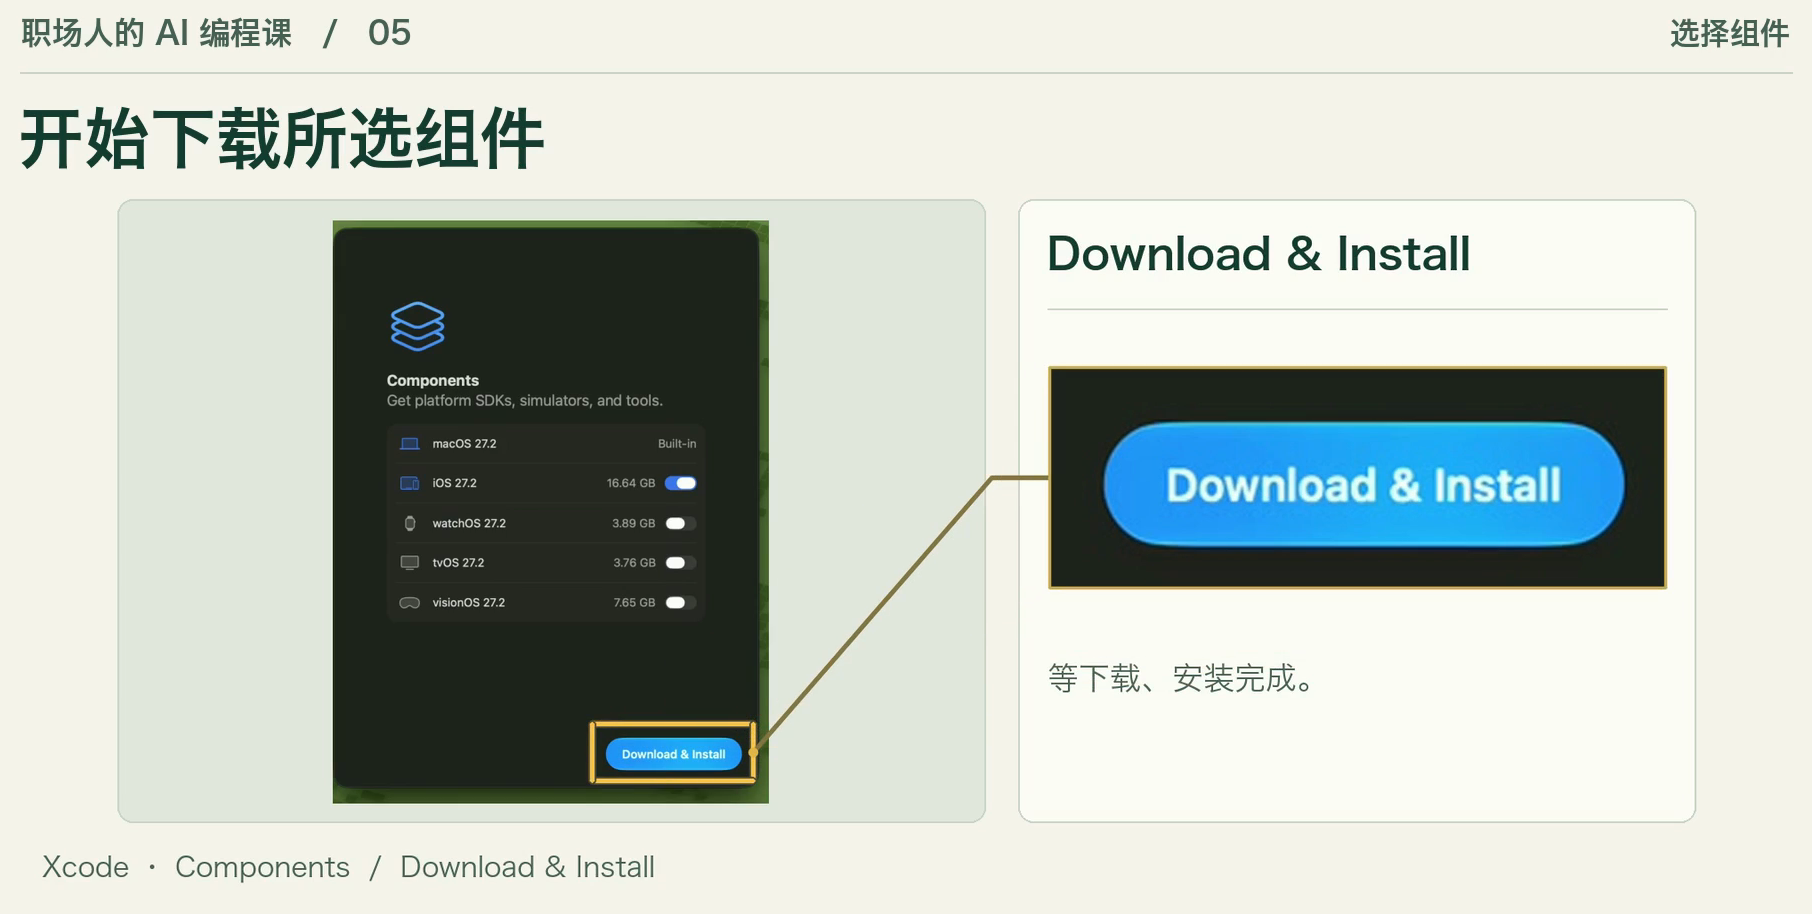 职场人的 AI 编程课 / 05
选择组件
开始下载所选组件
Components
Get platform SDKs, simulators, and tools.
macOS 27.2 Built-in
iOS 27.2 16.64 GB
watchOS 27.2 3.89 GB
tvOS 27.2 3.76 GB
visionOS 27.2 7.65 GB
Download & Install
Download & Install
Download & Install
等下载、安装完成。
Xcode · Components / Download & Install